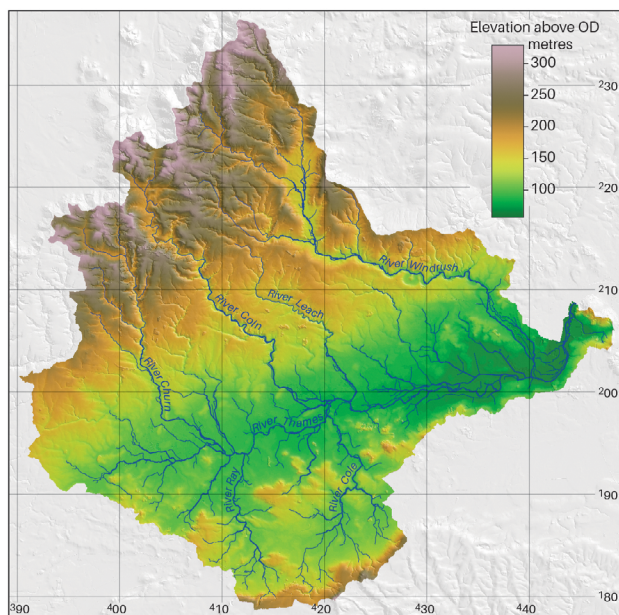 Elevation above OD
metres
300
250
200
150
100
230
220
210
200
190
180
River Windrush
River Leach
River Coln
River Churn
River Thames
River Ray
River Cole
390
400
410
420
430
440